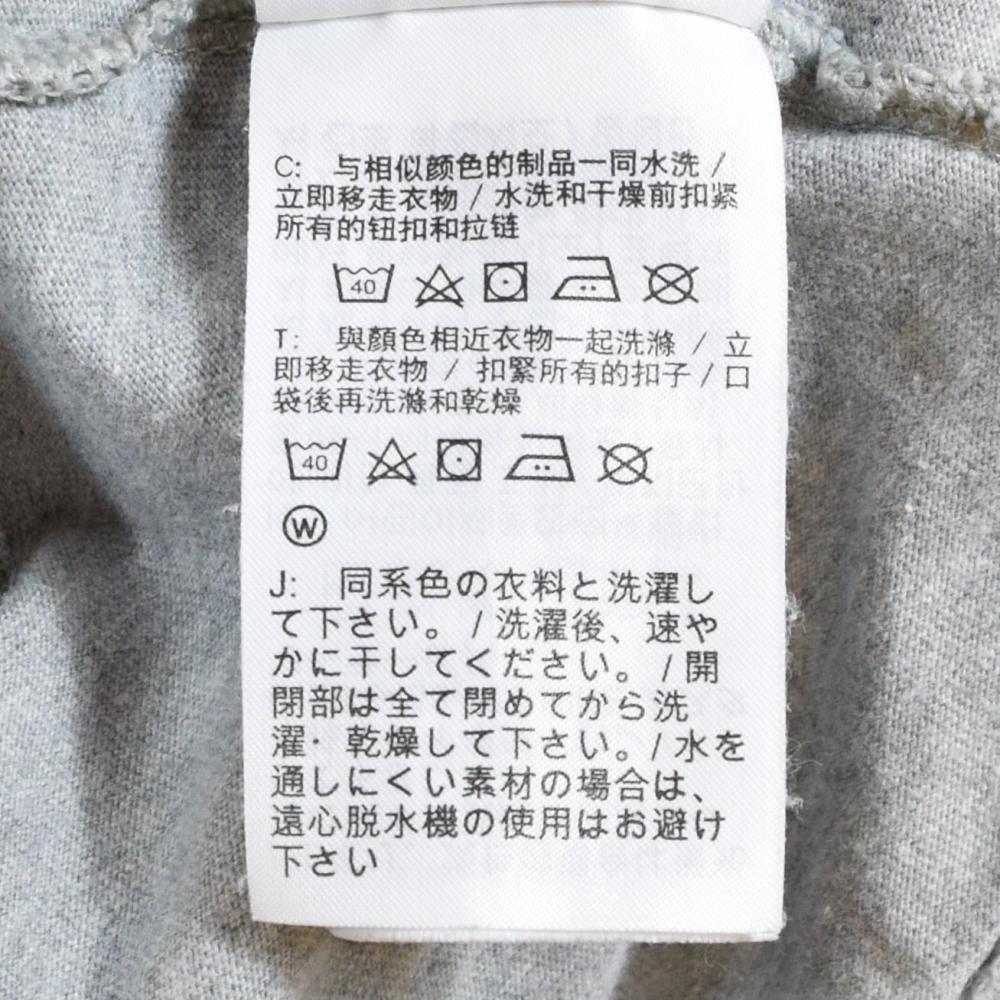 C: 与相似颜色的制品一同水洗 /
立即移走衣物 / 水洗和干燥前扣紧
所有的钮扣和拉链
40
T: 與顏色相近衣物一起洗滌 / 立
即移走衣物 / 扣緊所有的扣子 / 口
袋後再洗滌和乾燥
40
W
J: 同系色の衣料と洗濯し
て下さい。 / 洗濯後、速や
かに干してください。 / 開
閉部は全て閉めてから洗
濯・乾燥して下さい。/ 水を
通しにくい素材の場合は、
遠心脱水機の使用はお避け
下さい